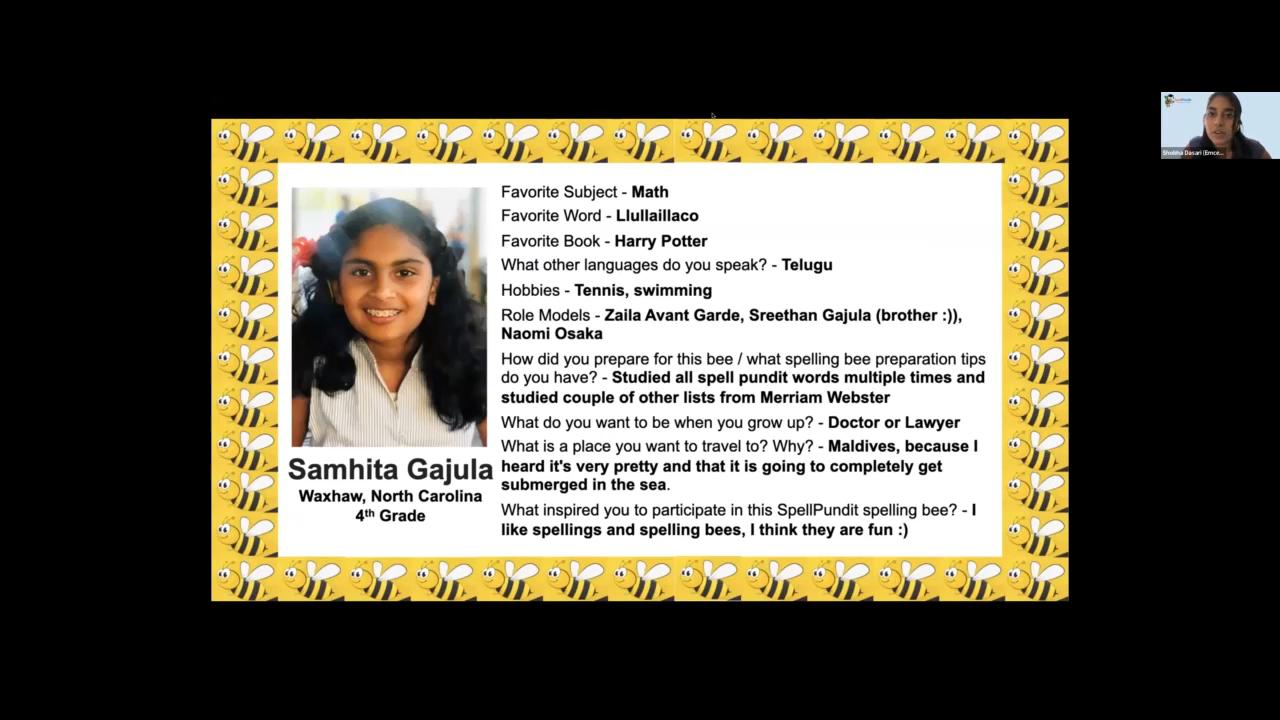 Favorite Subject - Math
Favorite Word - Llullaillaco
Favorite Book - Harry Potter
What other languages do you speak? - Telugu
Hobbies - Tennis, swimming
Role Models - Zaila Avant Garde, Sreethan Gajula (brother :)),
Naomi Osaka
How did you prepare for this bee / what spelling bee preparation tips
do you have? - Studied all spell pundit words multiple times and
studied couple of other lists from Merriam Webster
What do you want to be when you grow up? - Doctor or Lawyer
What is a place you want to travel to? Why? - Maldives, because I
heard it's very pretty and that it is going to completely get
submerged in the sea.
What inspired you to participate in this SpellPundit spelling bee? - I
like spellings and spelling bees, I think they are fun :)
Samhita Gajula
Waxhaw, North Carolina
4th Grade
Shobha Dasari (Emce...